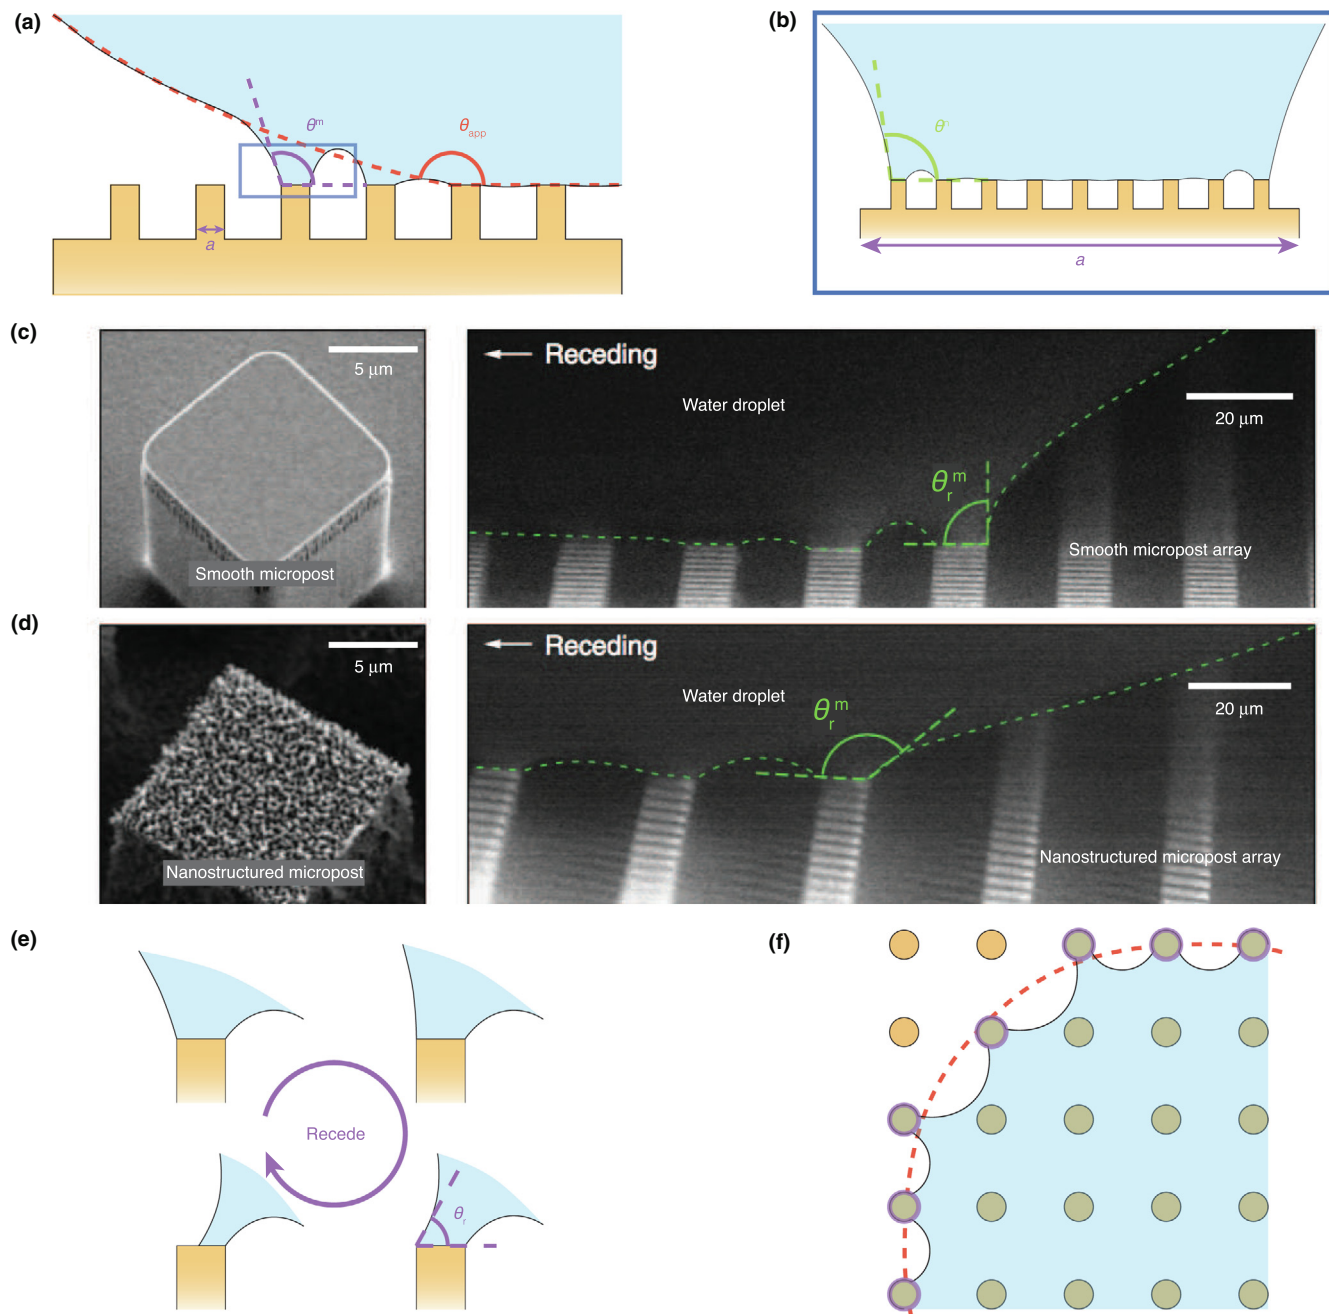 (a)
θm
θapp
a
(b)
θn
a
(c)
5 μm
Smooth micropost
Receding
Water droplet
20 μm
θrm
Smooth micropost array
(d)
5 μm
Nanostructured micropost
Receding
Water droplet
20 μm
θrm
Nanostructured micropost array
(e)
Recede
θr
(f)